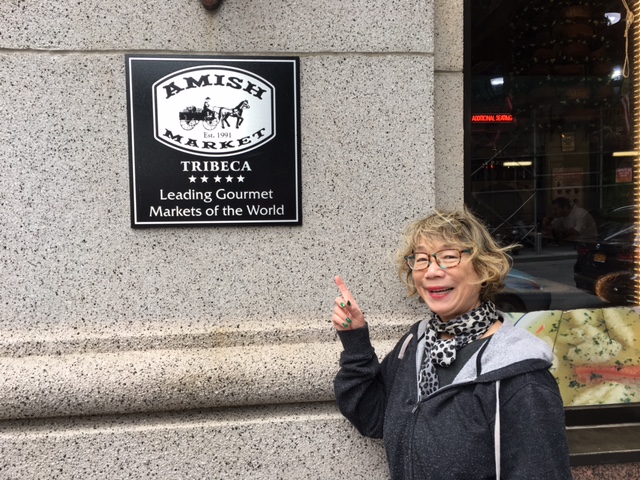 AMISH
Est. 1991
MARKET
TRIBECA
★★★★★
Leading Gourmet
Markets of the World
ADDITIONAL SEATING